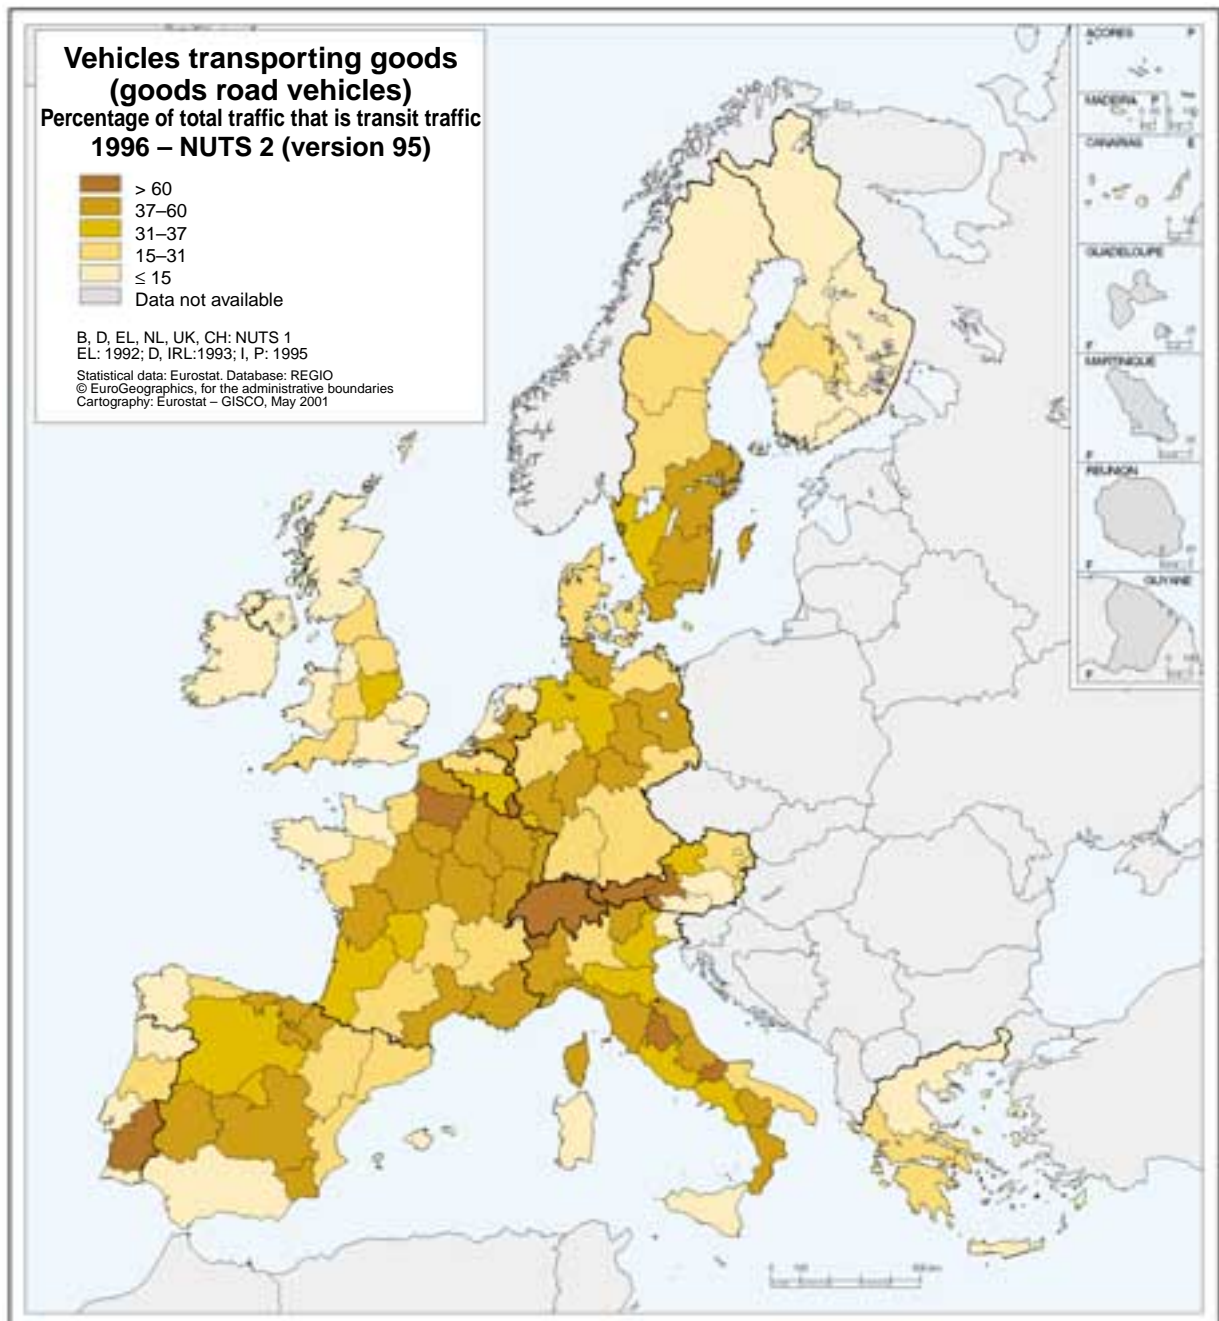 Vehicles transporting goods
(goods road vehicles)
Percentage of total traffic that is transit traffic
1996 – NUTS 2 (version 95)
> 60
37–60
31–37
15–31
≤ 15
Data not available
B, D, EL, NL, UK, CH: NUTS 1
EL: 1992; D, IRL:1993; I, P: 1995
Statistical data: Eurostat. Database: REGIO
© EuroGeographics, for the administrative boundaries
Cartography: Eurostat – GISCO, May 2001
AÇORES P
MADEIRA P
CANARIAS E
GUADELOUPE
F
MARTINIQUE
F
REUNION
F
GUYANE
F
0 100